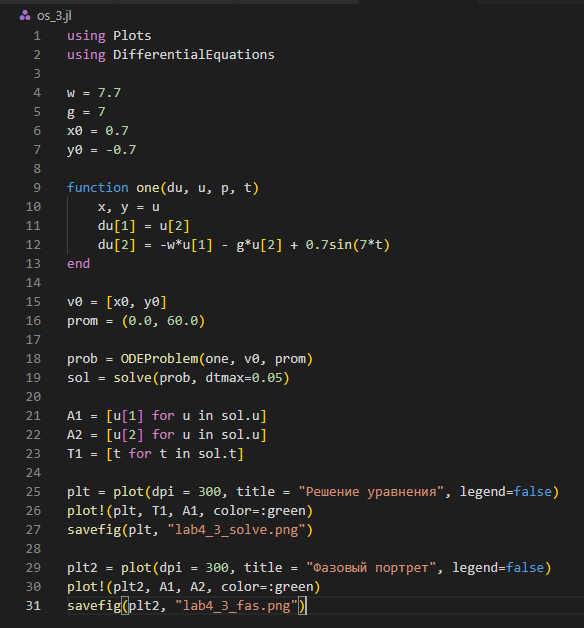 os_3.jl
1 using Plots
2 using DifferentialEquations
3
4 w = 7.7
5 g = 7
6 x0 = 0.7
7 y0 = -0.7
8
9 function one(du, u, p, t)
10     x, y = u
11     du[1] = u[2]
12     du[2] = -w*u[1] - g*u[2] + 0.7sin(7*t)
13 end
14
15 v0 = [x0, y0]
16 prom = (0.0, 60.0)
17
18 prob = ODEProblem(one, v0, prom)
19 sol = solve(prob, dtmax=0.05)
20
21 A1 = [u[1] for u in sol.u]
22 A2 = [u[2] for u in sol.u]
23 T1 = [t for t in sol.t]
24
25 plt = plot(dpi = 300, title = "Решение уравнения", legend=false)
26 plot!(plt, T1, A1, color=:green)
27 savefig(plt, "lab4_3_solve.png")
28
29 plt2 = plot(dpi = 300, title = "Фазовый портрет", legend=false)
30 plot!(plt2, A1, A2, color=:green)
31 savefig(plt2, "lab4_3_fas.png")